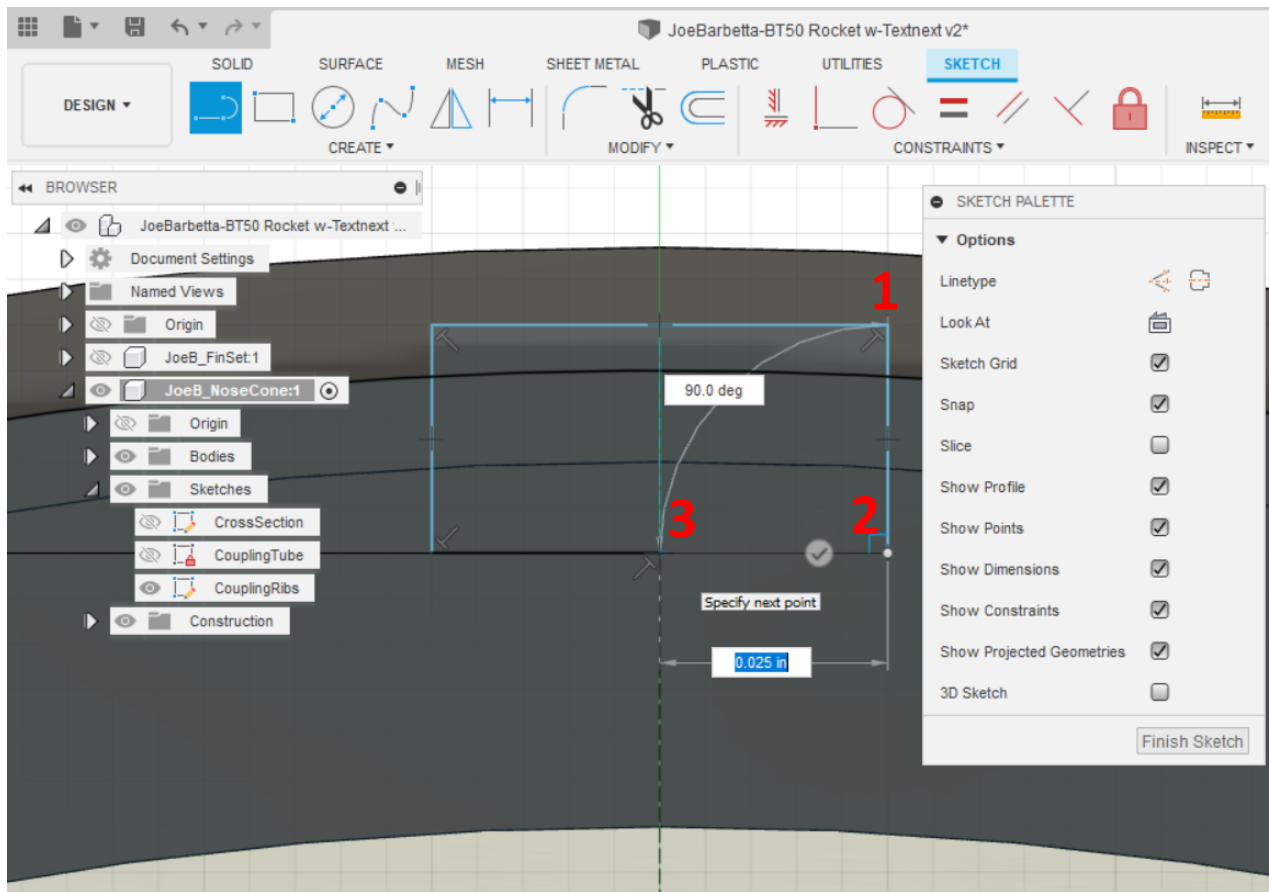 JoeBarbetta-BT50 Rocket w-Textnext v2*
SOLID SURFACE MESH SHEET METAL PLASTIC UTILITIES SKETCH
DESIGN ▾
CREATE ▾ MODIFY ▾ CONSTRAINTS ▾ INSPECT ▾
BROWSER
JoeBarbetta-BT50 Rocket w-Textnext ...
Document Settings
Named Views
Origin
JoeB_FinSet:1
JoeB_NoseCone:1
Origin
Bodies
Sketches
CrossSection
CouplingTube
CouplingRibs
Construction
1
90.0 deg
3
2
Specify next point
0.025 in
SKETCH PALETTE
▼ Options
Linetype
Look At
Sketch Grid
Snap
Slice
Show Profile
Show Points
Show Dimensions
Show Constraints
Show Projected Geometries
3D Sketch
Finish Sketch